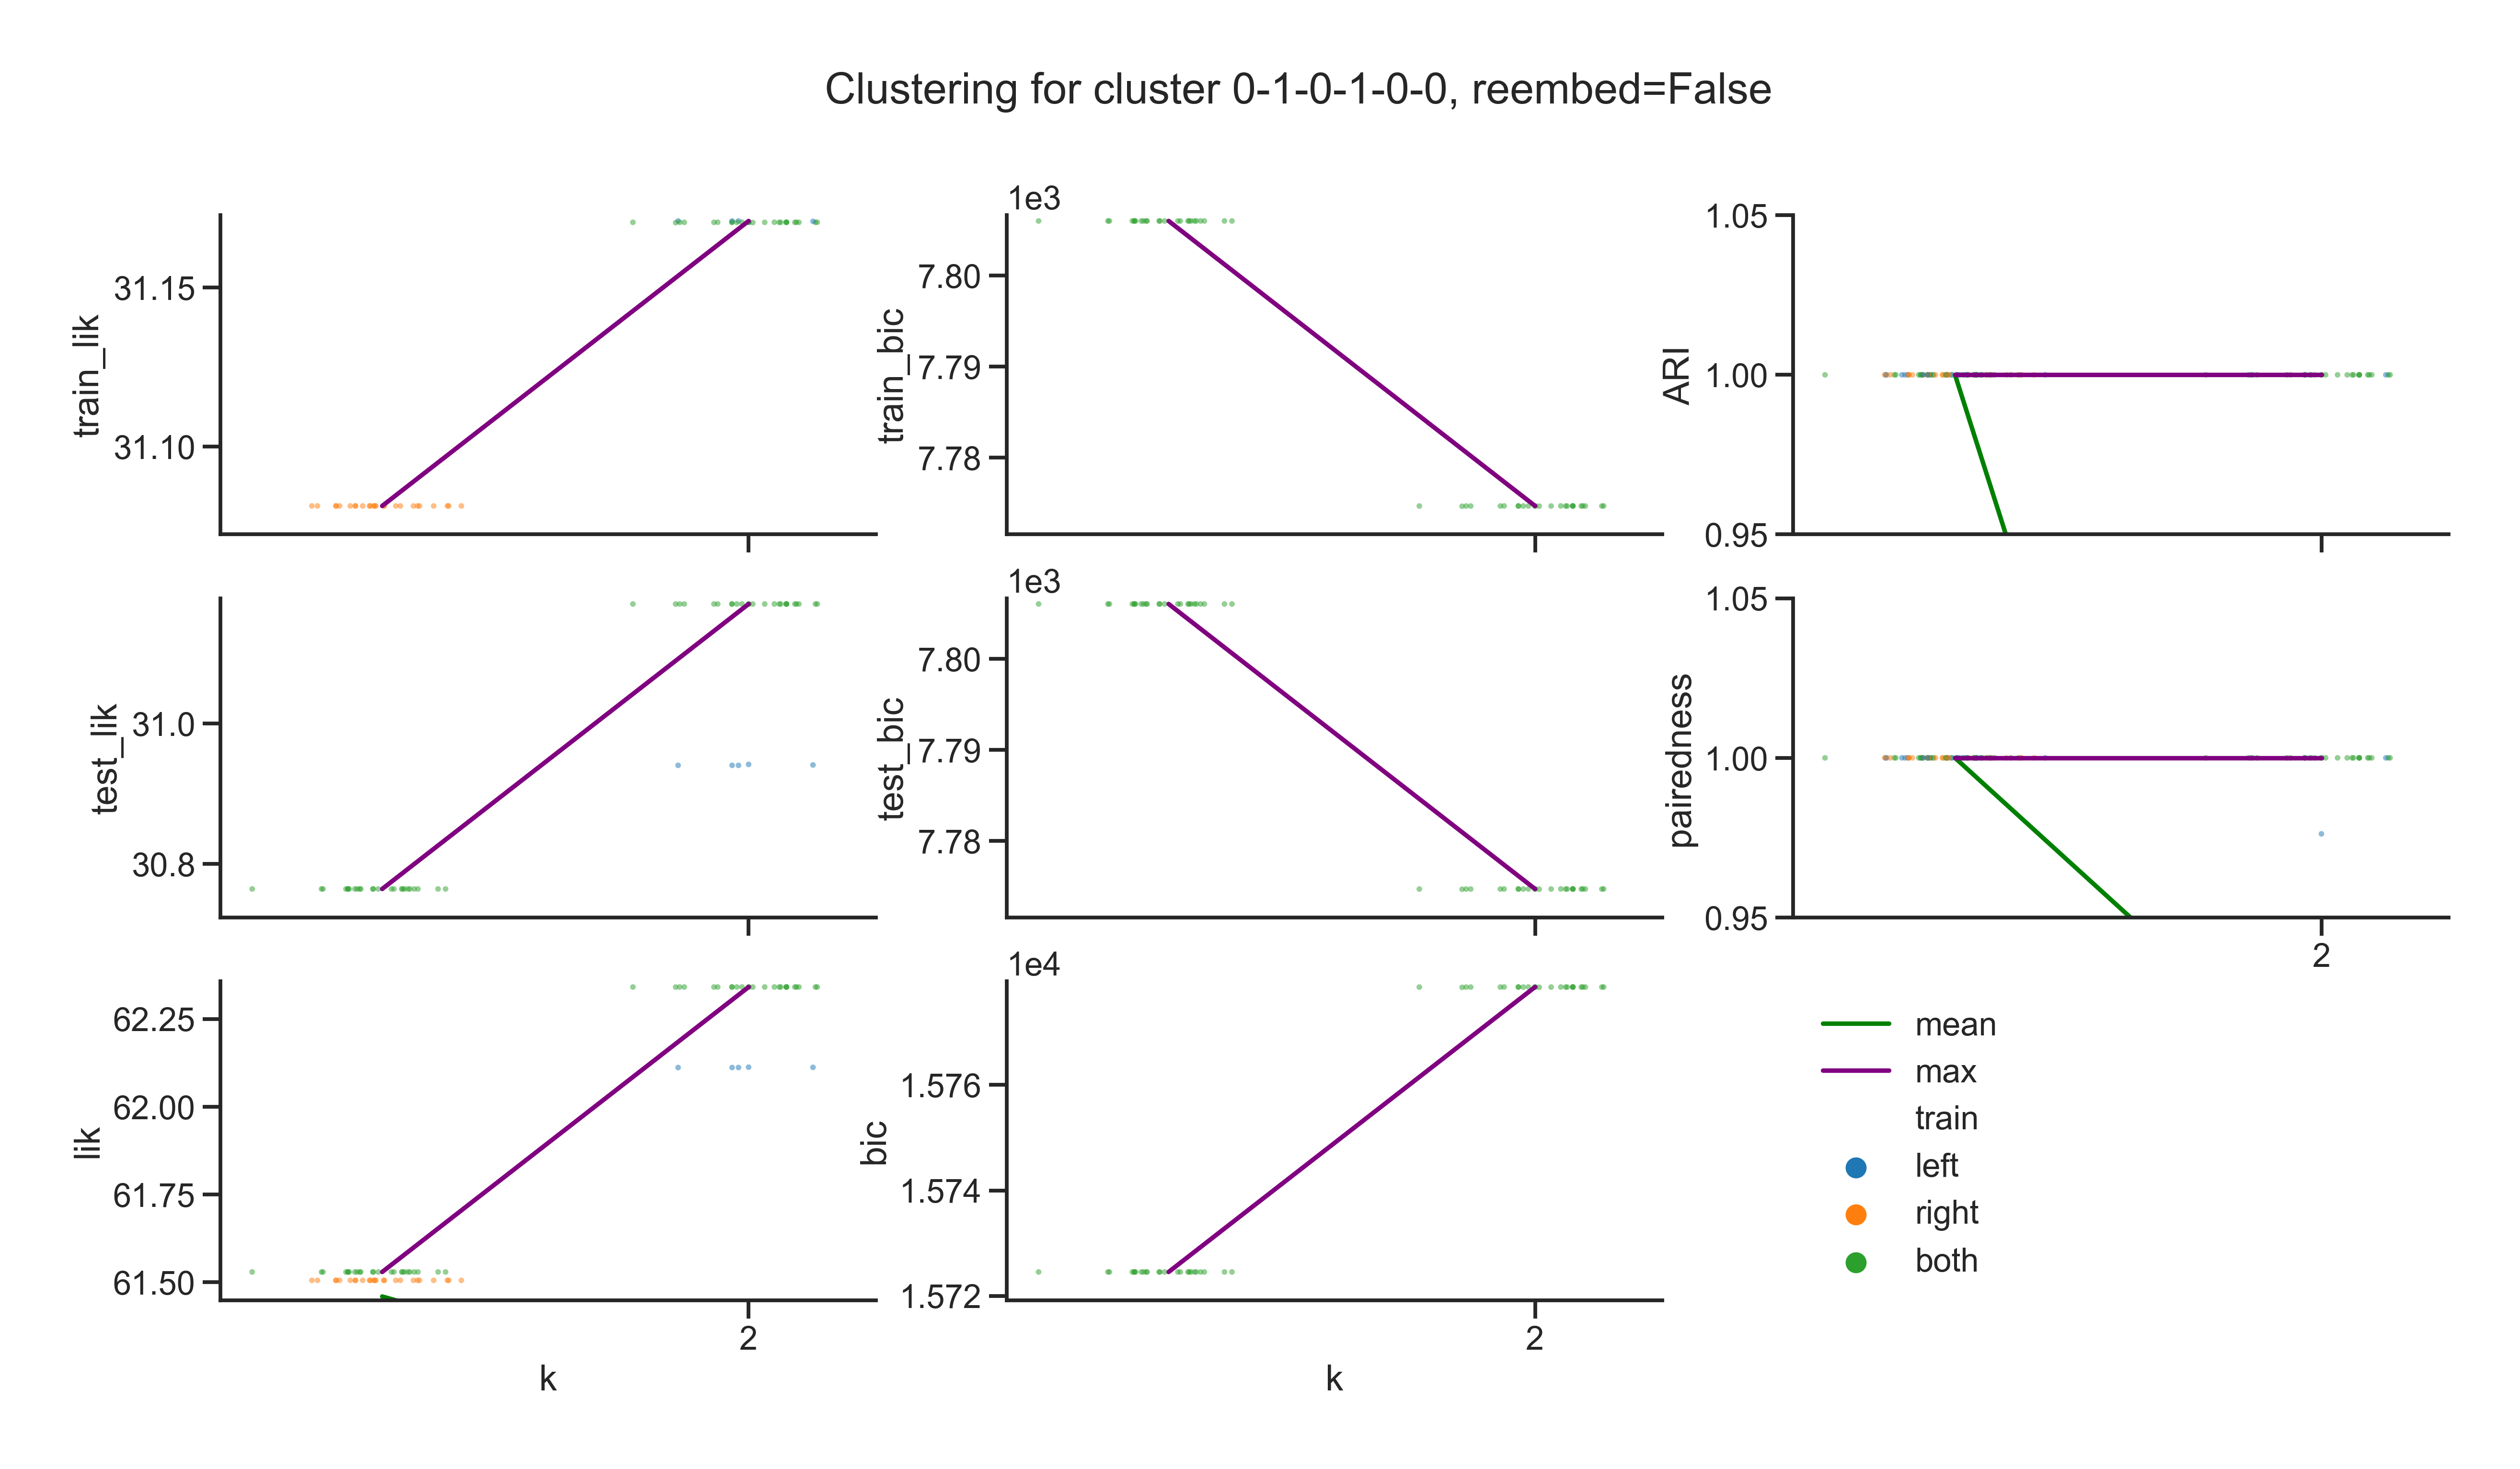 Clustering for cluster 0-1-0-1-0-0, reembed=False
train_lik
31.15
31.10
1e3
train_bic
7.80
7.79
7.78
ARI
1.05
1.00
0.95
test_lik
31.0
30.8
1e3
test_bic
7.80
7.79
7.78
pairedness
1.05
1.00
0.95
2
lik
62.25
62.00
61.75
61.50
2
k
1e4
bic
1.576
1.574
1.572
2
k
mean
max
train
left
right
both